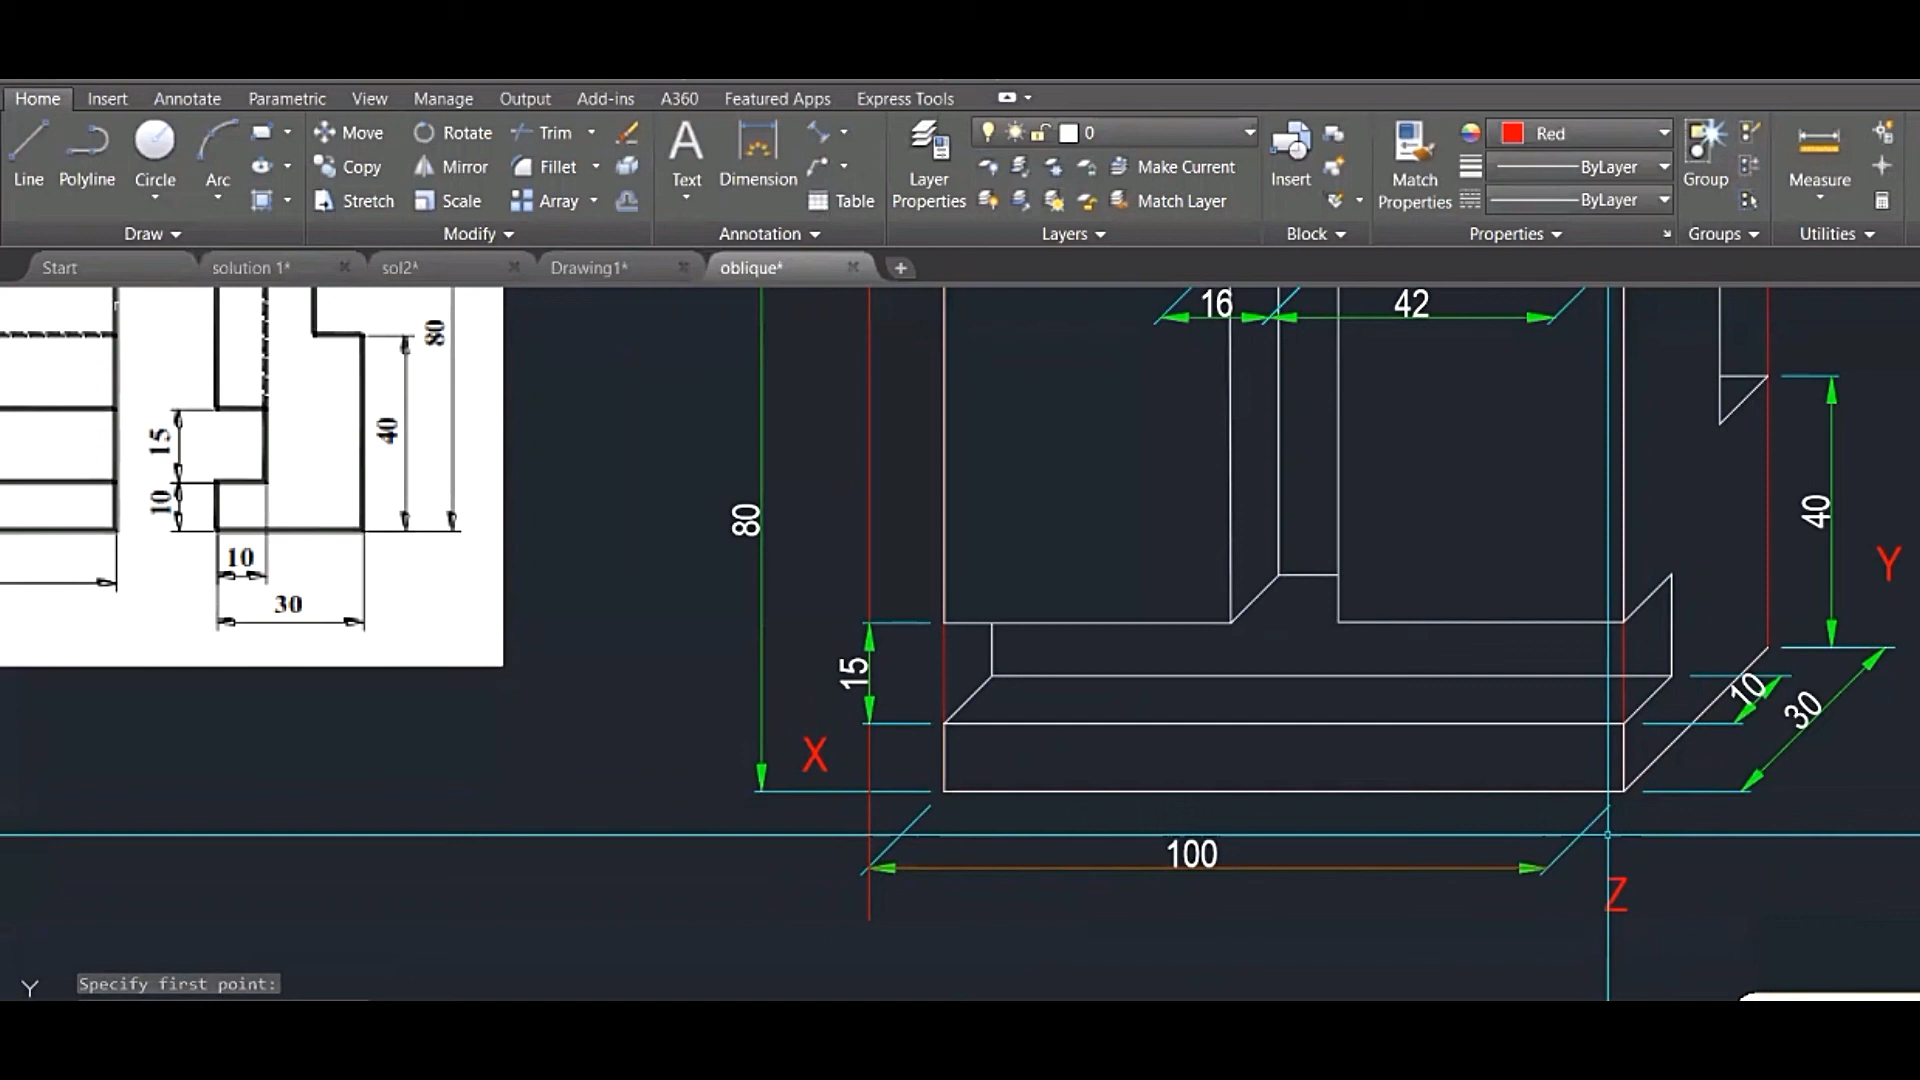 Home Insert Annotate Parametric View Manage Output Add-ins A360 Featured Apps Express Tools
Line Polyline Circle Arc
Move Rotate Trim
Copy Mirror Fillet
Stretch Scale Array
Text Dimension Table
Layer Properties
0
Make Current
Match Layer
Insert
Match Properties
Red
ByLayer
ByLayer
Group
Measure
Draw Modify Annotation Layers Block Properties Groups Utilities
Start solution 1* sol2* Drawing1* oblique*
80
15
40
10
10
30
16
42
80
40
Y
15
10
30
X
100
Z
Y
Specify first point: